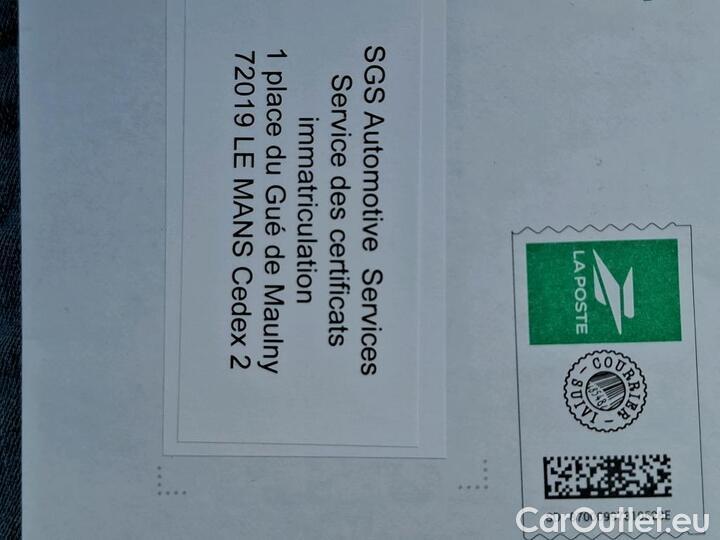 SGS Automotive Services
Service des certificats
immatriculation
1 place du Gué de Maulny
72019 LE MANS Cedex 2
LA POSTE
COURRIER
SUIVI
CarOutlet.eu